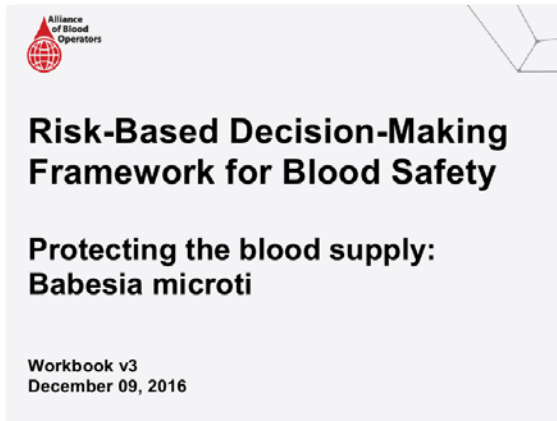 Alliance
of Blood
Operators
Risk-Based Decision-Making
Framework for Blood Safety
Protecting the blood supply:
Babesia microti
Workbook v3
December 09, 2016